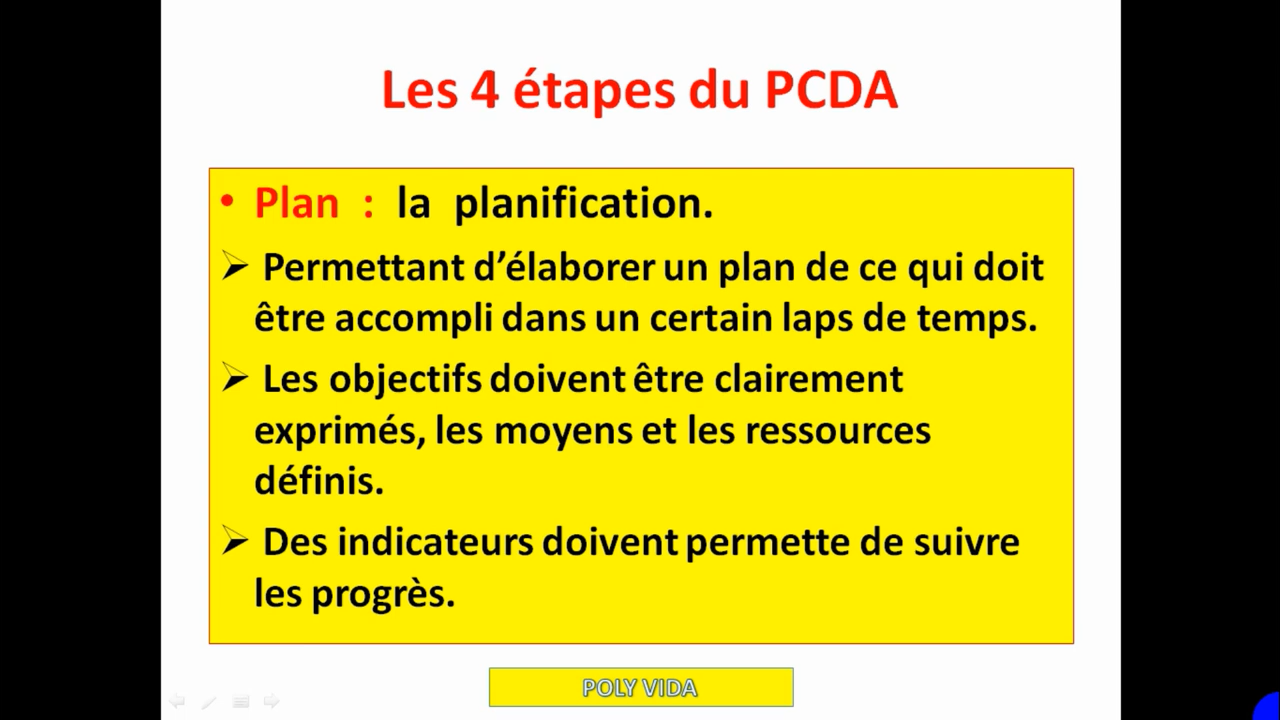 Les 4 étapes du PCDA
• Plan : la planification.
➢ Permettant d’élaborer un plan de ce qui doit
être accompli dans un certain laps de temps.
➢ Les objectifs doivent être clairement
exprimés, les moyens et les ressources
définis.
➢ Des indicateurs doivent permette de suivre
les progrès.
POLY VIDA